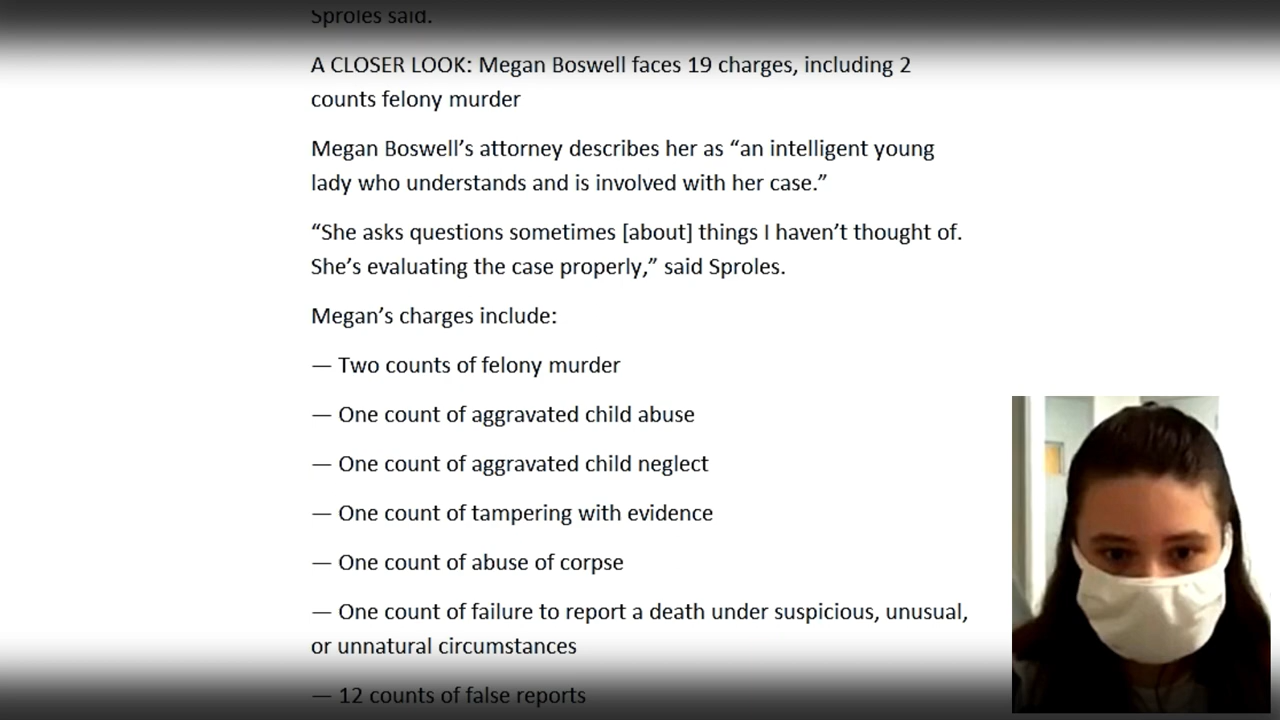 Sproles said.
A CLOSER LOOK: Megan Boswell faces 19 charges, including 2
counts felony murder
Megan Boswell’s attorney describes her as “an intelligent young
lady who understands and is involved with her case.”
“She asks questions sometimes [about] things I haven’t thought of.
She’s evaluating the case properly,” said Sproles.
Megan’s charges include:
— Two counts of felony murder
— One count of aggravated child abuse
— One count of aggravated child neglect
— One count of tampering with evidence
— One count of abuse of corpse
— One count of failure to report a death under suspicious, unusual,
or unnatural circumstances
— 12 counts of false reports